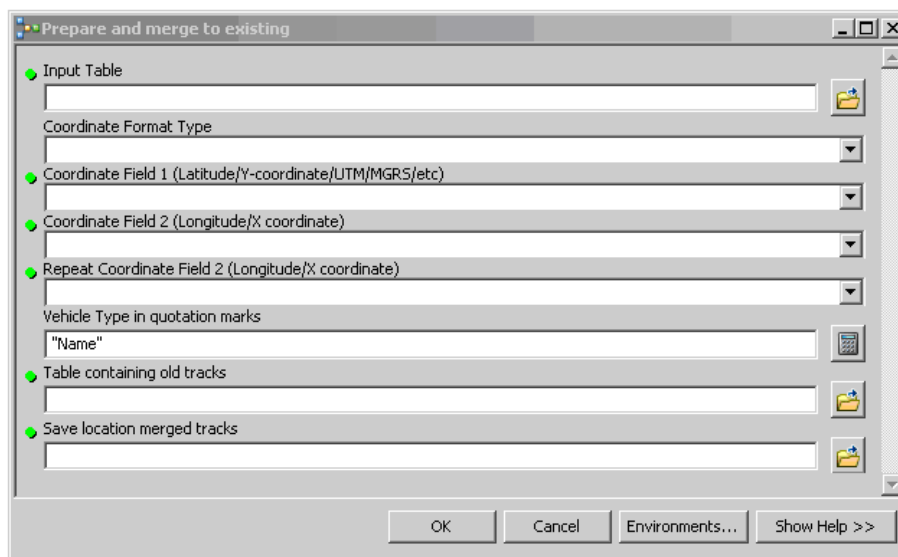 Prepare and merge to existing
Input Table
Coordinate Format Type
Coordinate Field 1 (Latitude/Y-coordinate/UTM/MGRS/etc)
Coordinate Field 2 (Longitude/X coordinate)
Repeat Coordinate Field 2 (Longitude/X coordinate)
Vehicle Type in quotation marks
"Name"
Table containing old tracks
Save location merged tracks
OK Cancel Environments... Show Help >>